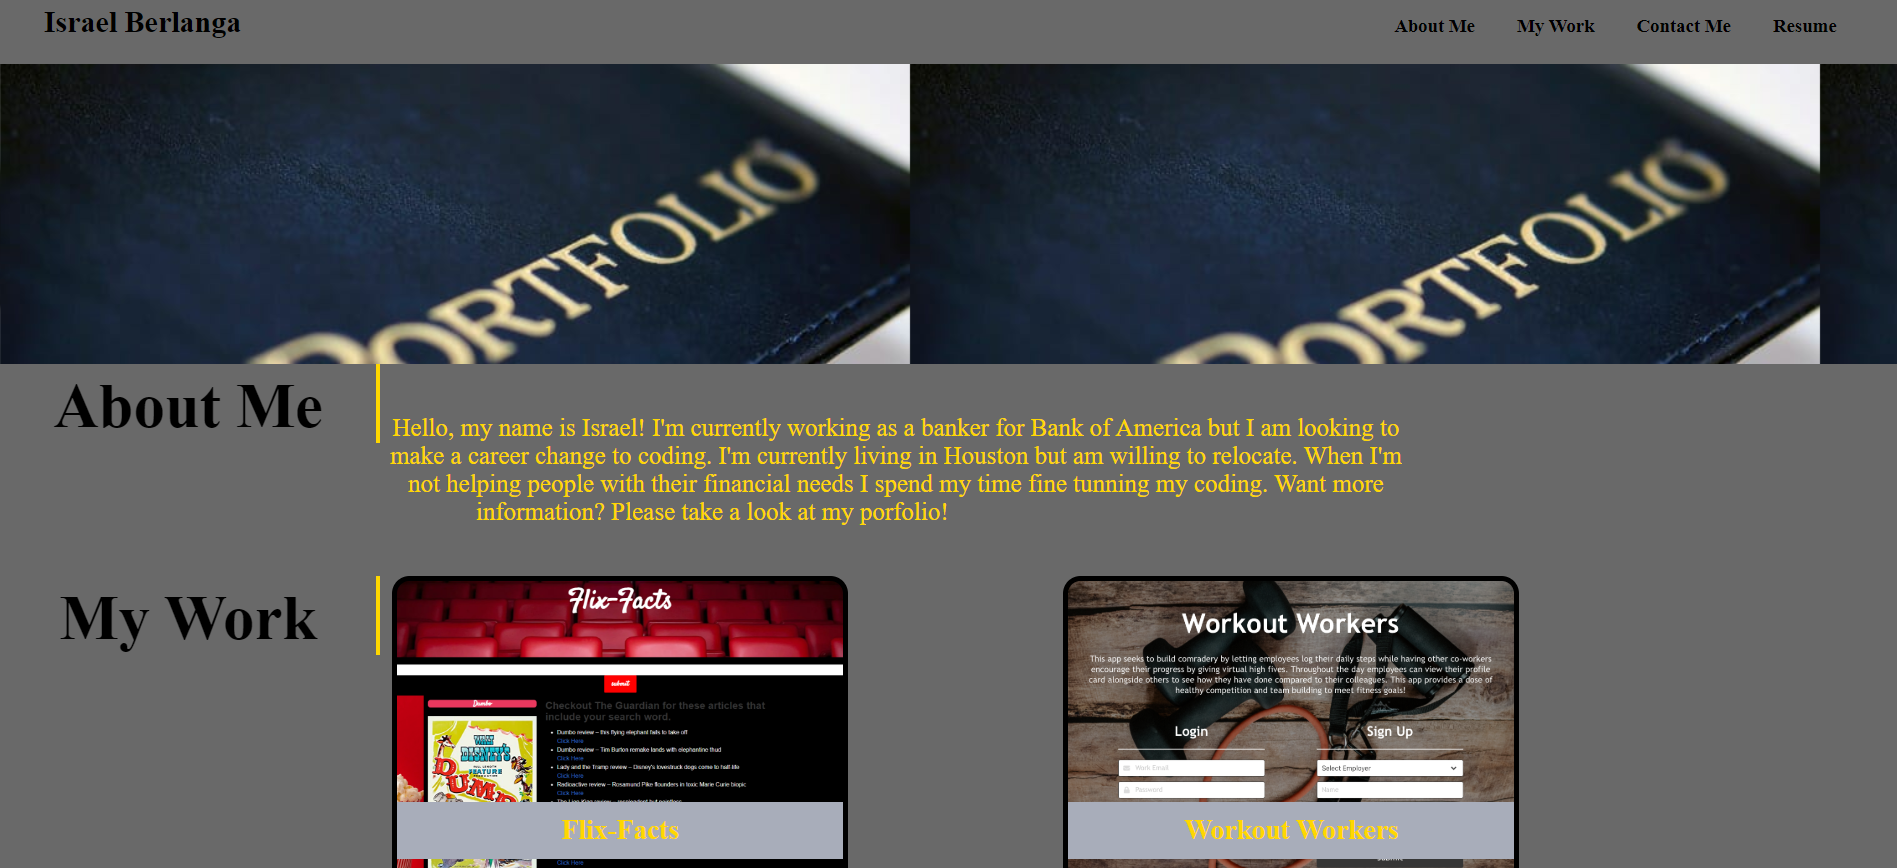 Israel Berlanga
About Me My Work Contact Me Resume
PORTFOLIO PORTFOLIO
About Me
Hello, my name is Israel! I'm currently working as a banker for Bank of America but I am looking to
make a career change to coding. I'm currently living in Houston but am willing to relocate. When I'm
not helping people with their financial needs I spend my time fine tunning my coding. Want more
information? Please take a look at my porfolio!
My Work
Flix-Facts
submit
Dumbo
Checkout The Guardian for these articles that
include your search word.
Dumbo review – this flying elephant fails to take off
Click Here
Dumbo review – Tim Burton remake lands with elephantine thud
Click Here
Lady and the Tramp review – Disney's lovestruck dogs come to half-life
Click Here
Radioactive review – Rosamund Pike flounders in toxic Marie Curie biopic
Click Here
WALT
DISNEY'S
FULL LENGTH
FEATURE
DUM
Flix-Facts
Click Here
Workout Workers
This app seeks to build comradery by letting employees log their daily steps while having other co-workers
encourage their progress by giving virtual high fives. Throughout the day employees can view their profile
card alongside others to see how they have done compared to their colleagues. This app provides a dose of
healthy competition and team building to meet fitness goals!
Login Sign Up
Work Email Select Employer
Password Name
Workout Workers